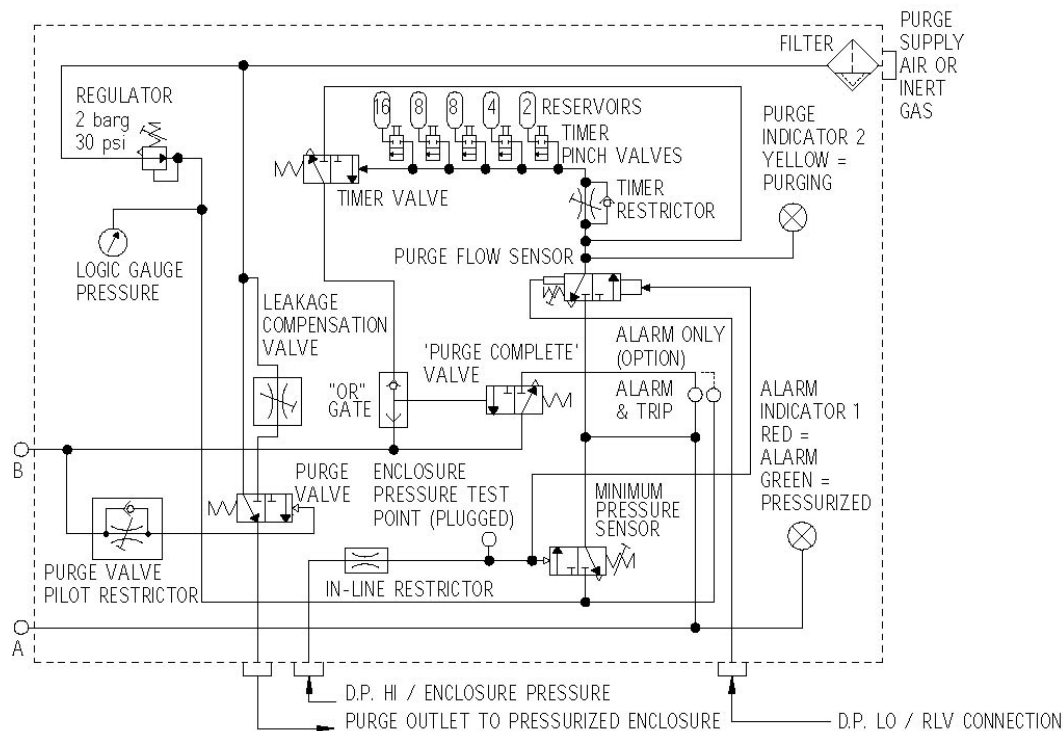 FILTER
PURGE
SUPPLY
AIR OR
INERT
GAS
REGULATOR
2 barg
30 psi
16
8
8
4
2
RESERVOIRS
TIMER
PINCH VALVES
PURGE
INDICATOR 2
YELLOW =
PURGING
TIMER VALVE
TIMER
RESTRICTOR
LOGIC GAUGE
PRESSURE
PURGE FLOW SENSOR
LEAKAGE
COMPENSATION
VALVE
'PURGE COMPLETE'
VALVE
ALARM ONLY
(OPTION)
"OR"
GATE
ALARM
& TRIP
ALARM
INDICATOR 1
RED =
ALARM
GREEN =
PRESSURIZED
B
PURGE
VALVE
ENCLOSURE
PRESSURE TEST
POINT (PLUGGED)
MINIMUM
PRESSURE
SENSOR
PURGE VALVE
PILOT RESTRICTOR
IN-LINE RESTRICTOR
A
D.P. HI / ENCLOSURE PRESSURE
PURGE OUTLET TO PRESSURIZED ENCLOSURE
D.P. LO / RLV CONNECTION